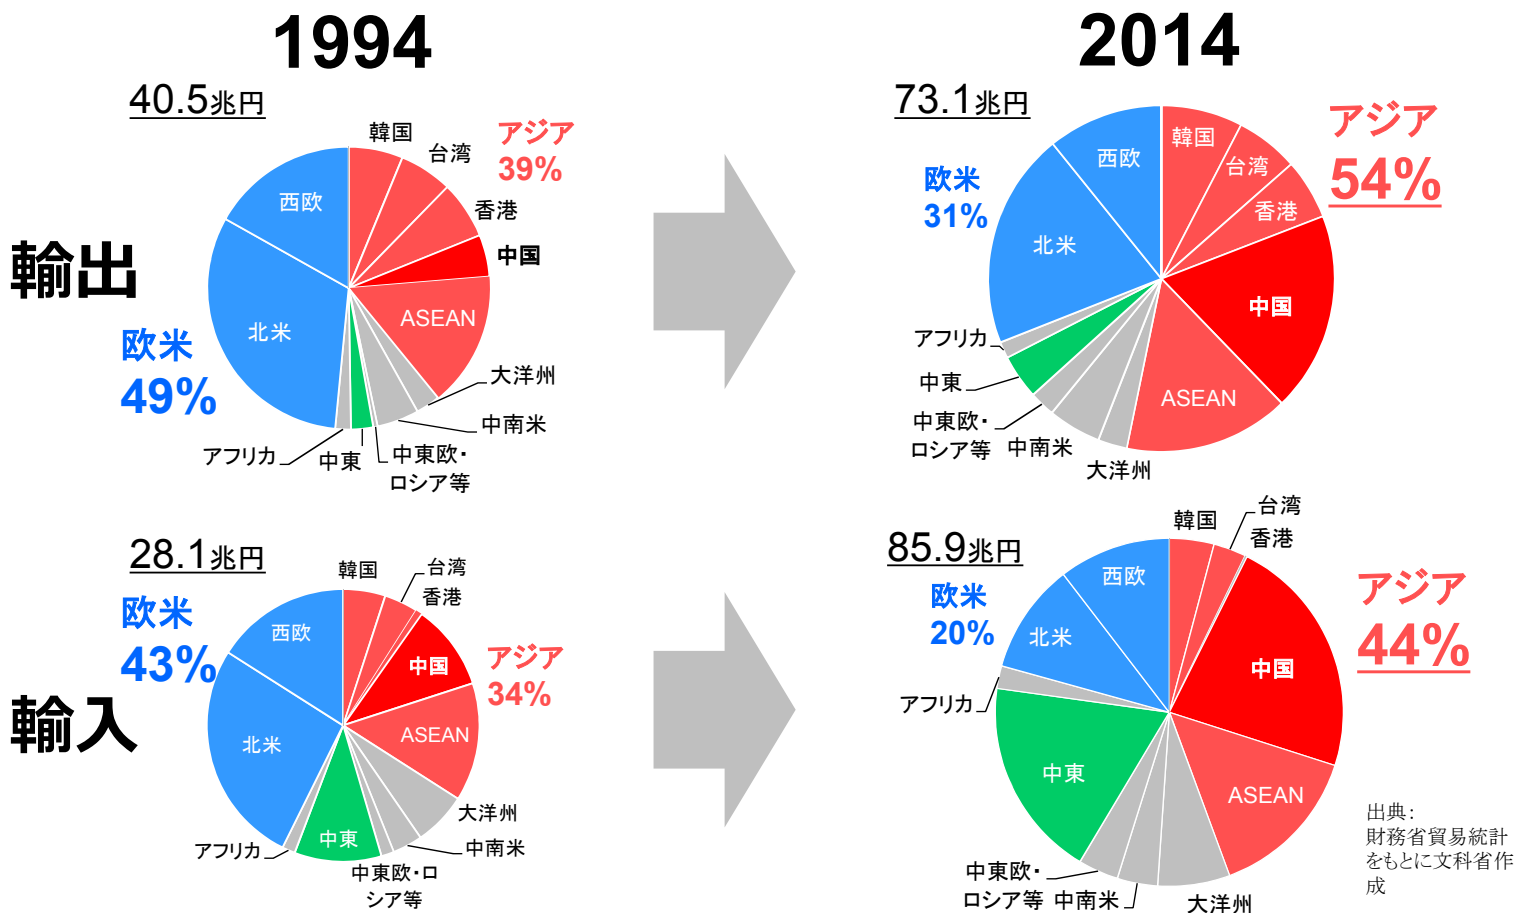 1994
2014
輸出
40.5兆円
韓国
台湾
アジア
39%
香港
中国
ASEAN
大洋州
中南米
中東欧・
ロシア等
中東
アフリカ
北米
西欧
欧米
49%
73.1兆円
韓国
台湾
香港
アジア
54%
中国
ASEAN
大洋州
中南米
中東欧・
ロシア等
中東
アフリカ
北米
西欧
欧米
31%
輸入
28.1兆円
韓国
台湾
香港
中国
アジア
34%
ASEAN
大洋州
中南米
中東欧・ロ
シア等
中東
アフリカ
北米
西欧
欧米
43%
85.9兆円
韓国
台湾
香港
中国
アジア
44%
ASEAN
大洋州
中南米
中東欧・
ロシア等
中東
アフリカ
北米
西欧
欧米
20%
出典：
財務省貿易統計
をもとに文科省作
成